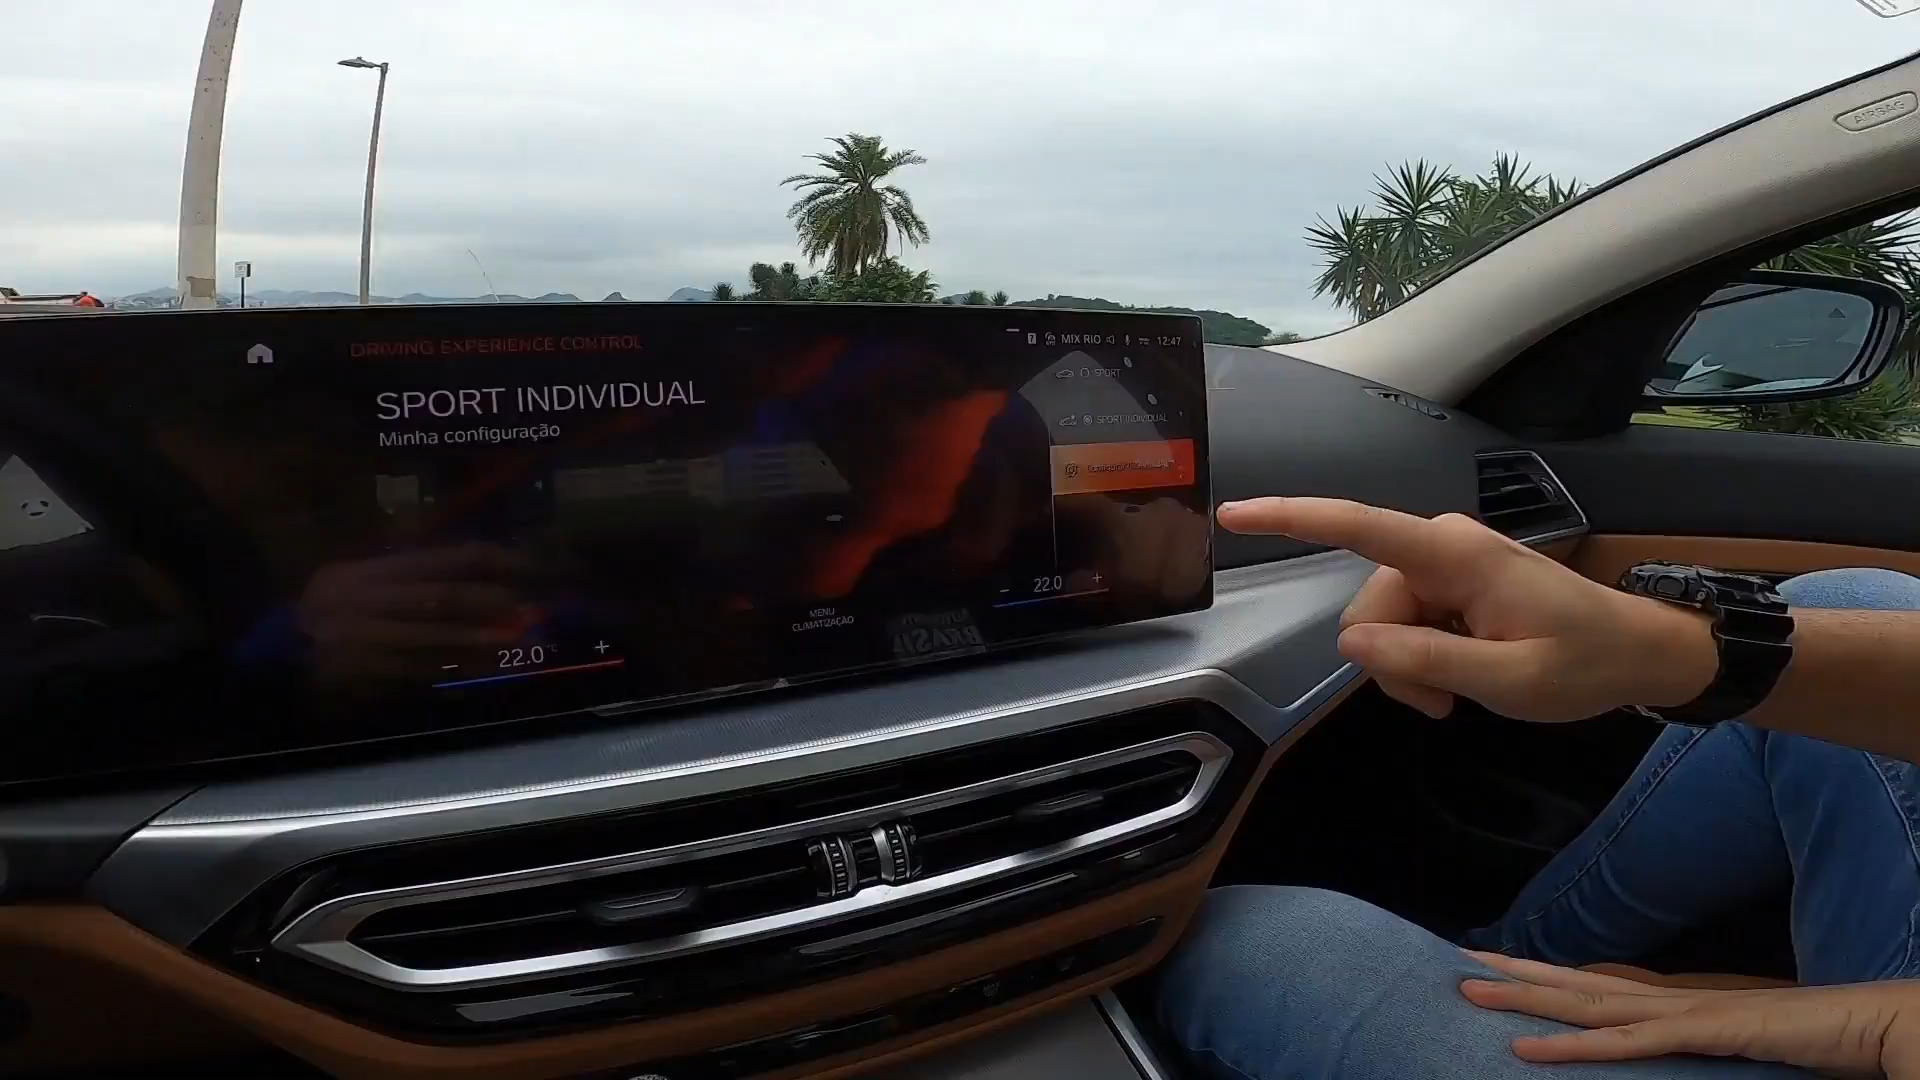 AIRBAG
DRIVING EXPERIENCE CONTROL
MIX RIO 12:47
SPORT INDIVIDUAL
Minha configuração
SPORT
SPORT INDIVIDUAL
22.0
22.0 °C
MENU
CLIMATIZAÇÃO
BRASIL